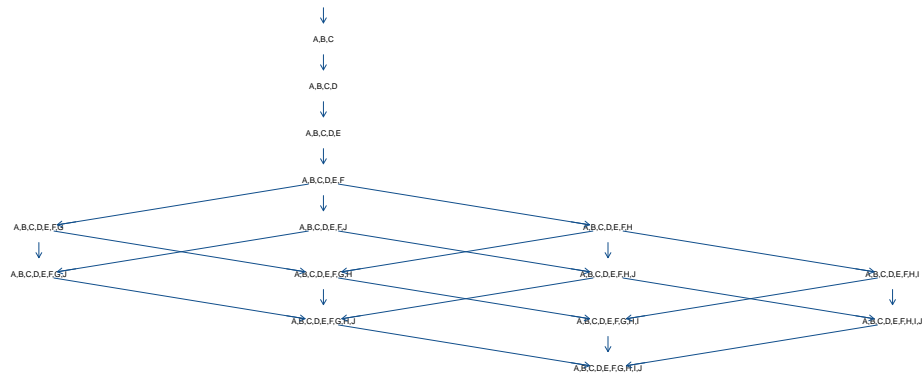 A,B,C
A,B,C,D
A,B,C,D,E
A,B,C,D,E,F
A,B,C,D,E,F,G
A,B,C,D,E,F,J
A,B,C,D,E,F,H
A,B,C,D,E,F,G,J
A,B,C,D,E,F,G,H
A,B,C,D,E,F,H,J
A,B,C,D,E,F,H,I
A,B,C,D,E,F,G,H,J
A,B,C,D,E,F,G,H,I
A,B,C,D,E,F,H,I,J
A,B,C,D,E,F,G,H,I,J